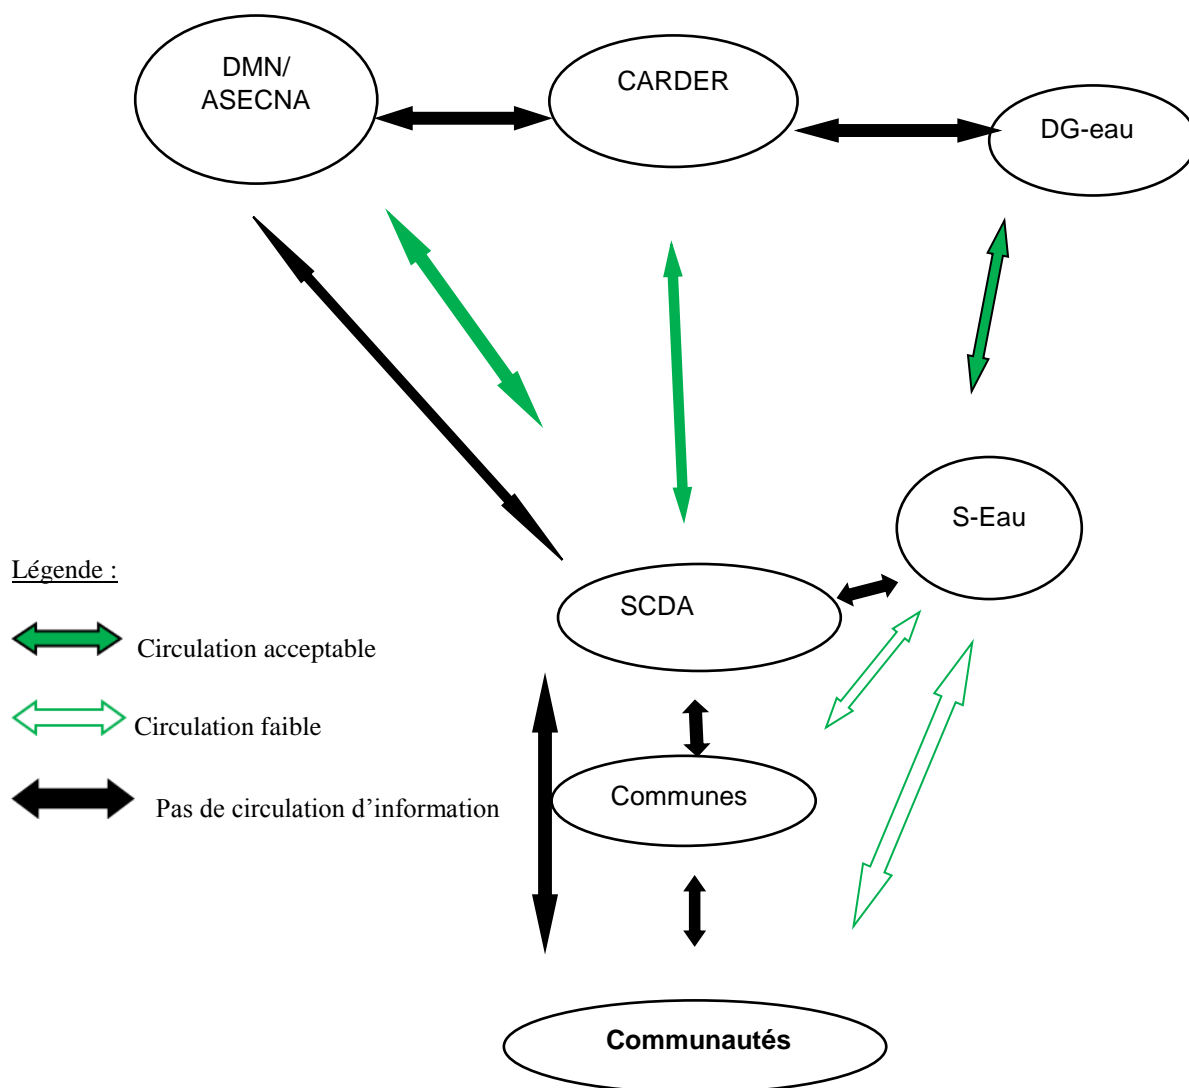 DMN/
ASECNA
CARDER
DG-eau
S-Eau
Légende :
SCDA
Circulation acceptable
Circulation faible
Communes
Pas de circulation d’information
Communautés